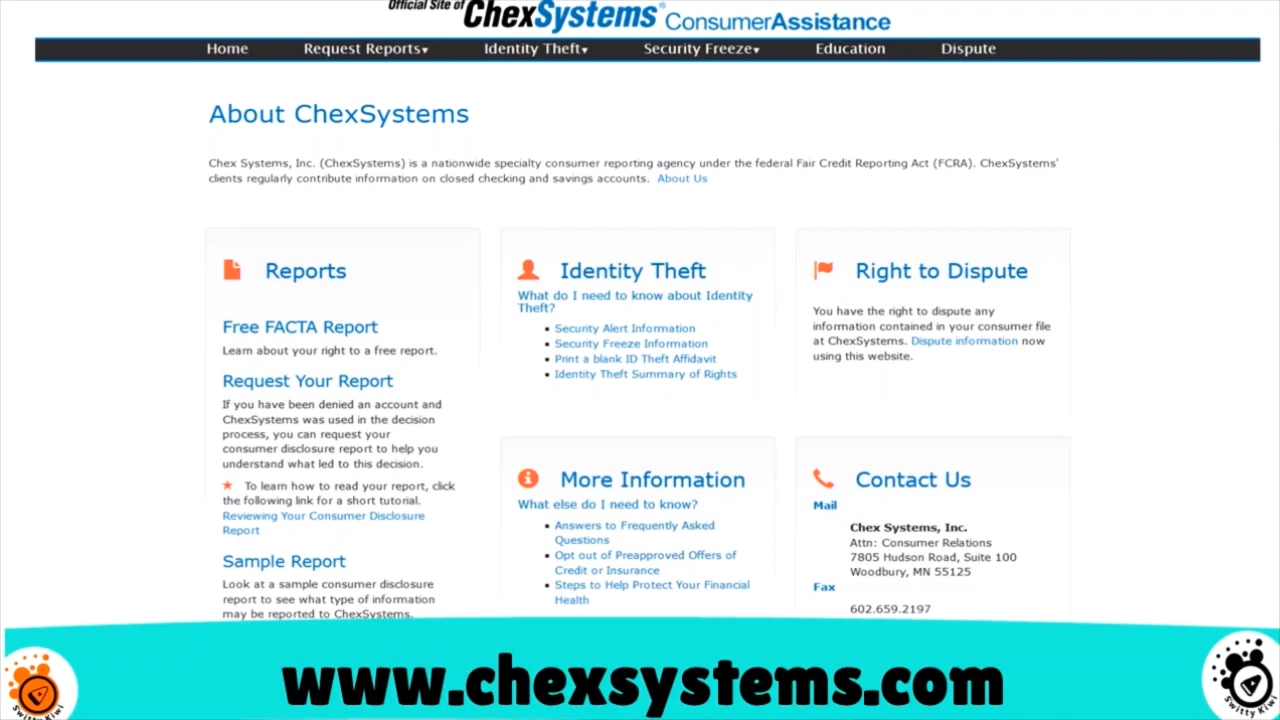 Official Site of ChexSystems® ConsumerAssistance
Home Request Reports▾ Identity Theft▾ Security Freeze▾ Education Dispute
About ChexSystems
Chex Systems, Inc. (ChexSystems) is a nationwide specialty consumer reporting agency under the federal Fair Credit Reporting Act (FCRA). ChexSystems'
clients regularly contribute information on closed checking and savings accounts. About Us
Reports
Free FACTA Report
Learn about your right to a free report.
Request Your Report
If you have been denied an account and
ChexSystems was used in the decision
process, you can request your
consumer disclosure report to help you
understand what led to this decision.
To learn how to read your report, click
the following link for a short tutorial.
Reviewing Your Consumer Disclosure
Report
Sample Report
Look at a sample consumer disclosure
report to see what type of information
may be reported to ChexSystems.
Identity Theft
What do I need to know about Identity
Theft?
▪ Security Alert Information
▪ Security Freeze Information
▪ Print a blank ID Theft Affidavit
▪ Identity Theft Summary of Rights
Right to Dispute
You have the right to dispute any
information contained in your consumer file
at ChexSystems. Dispute information now
using this website.
More Information
What else do I need to know?
▪ Answers to Frequently Asked
Questions
▪ Opt out of Preapproved Offers of
Credit or Insurance
▪ Steps to Help Protect Your Financial
Health
Contact Us
Mail
Chex Systems, Inc.
Attn: Consumer Relations
7805 Hudson Road, Suite 100
Woodbury, MN 55125
Fax
602.659.2197
www.chexsystems.com
Switty Kiwi
Switty Kiwi